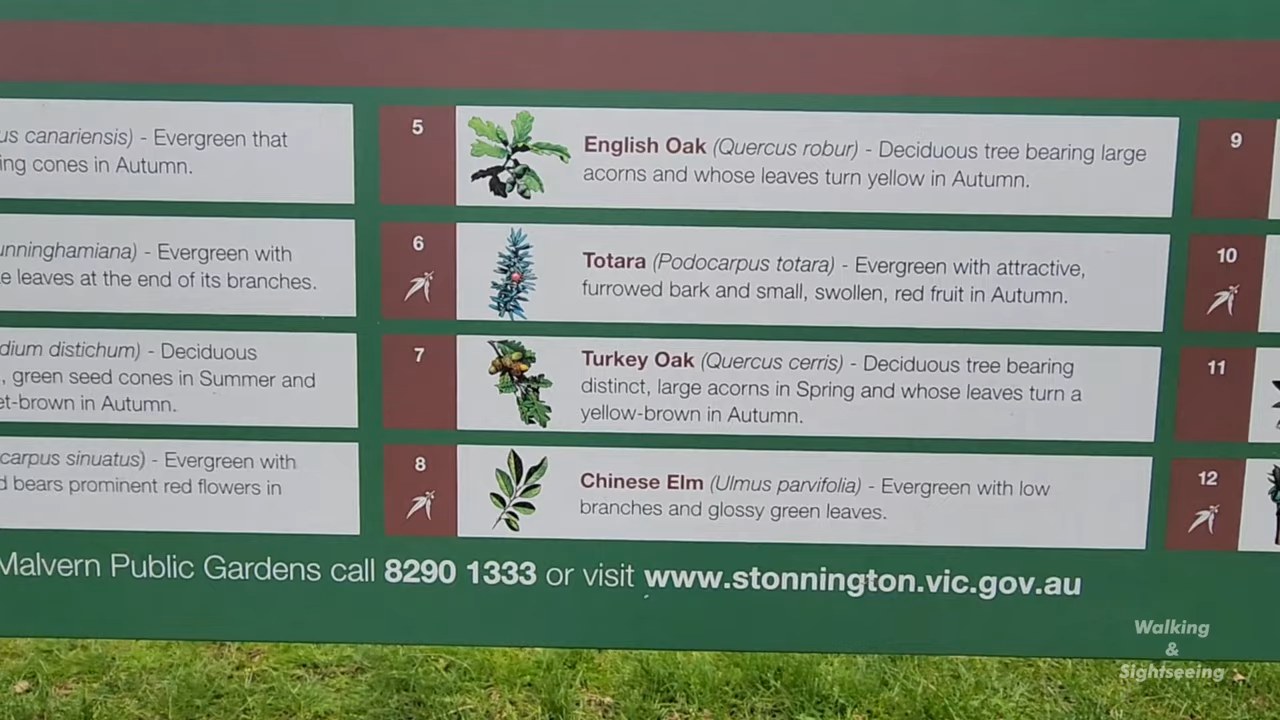 us canariensis) - Evergreen that
ing cones in Autumn.
unninghamiana) - Evergreen with
e leaves at the end of its branches.
dium distichum) - Deciduous
, green seed cones in Summer and
et-brown in Autumn.
carpus sinuatus) - Evergreen with
d bears prominent red flowers in
5
English Oak (Quercus robur) - Deciduous tree bearing large
acorns and whose leaves turn yellow in Autumn.
6
Totara (Podocarpus totara) - Evergreen with attractive,
furrowed bark and small, swollen, red fruit in Autumn.
7
Turkey Oak (Quercus cerris) - Deciduous tree bearing
distinct, large acorns in Spring and whose leaves turn a
yellow-brown in Autumn.
8
Chinese Elm (Ulmus parvifolia) - Evergreen with low
branches and glossy green leaves.
9
10
11
12
Malvern Public Gardens call 8290 1333 or visit www.stonnington.vic.gov.au
Walking
&
Sightseeing